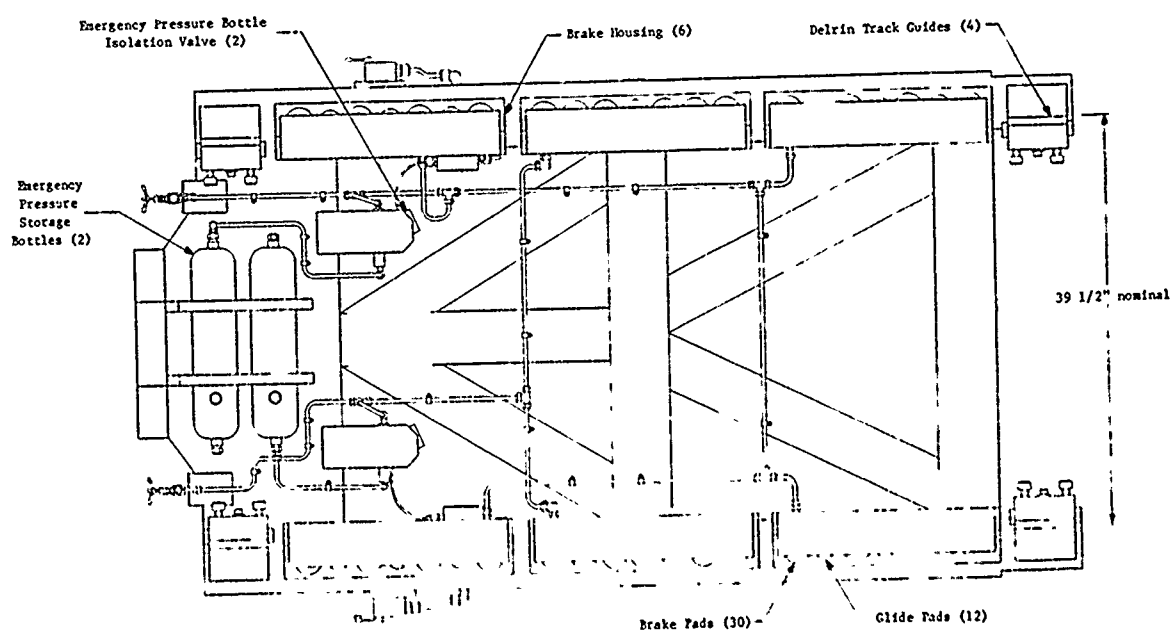 Emergency Pressure Bottle
Isolation Valve (2)
Brake Housing (6)
Delrin Track Guides (4)
Emergency
Pressure
Storage
Bottles (2)
39 1/2" nominal
Brake Pads (30)
Glide Pads (12)